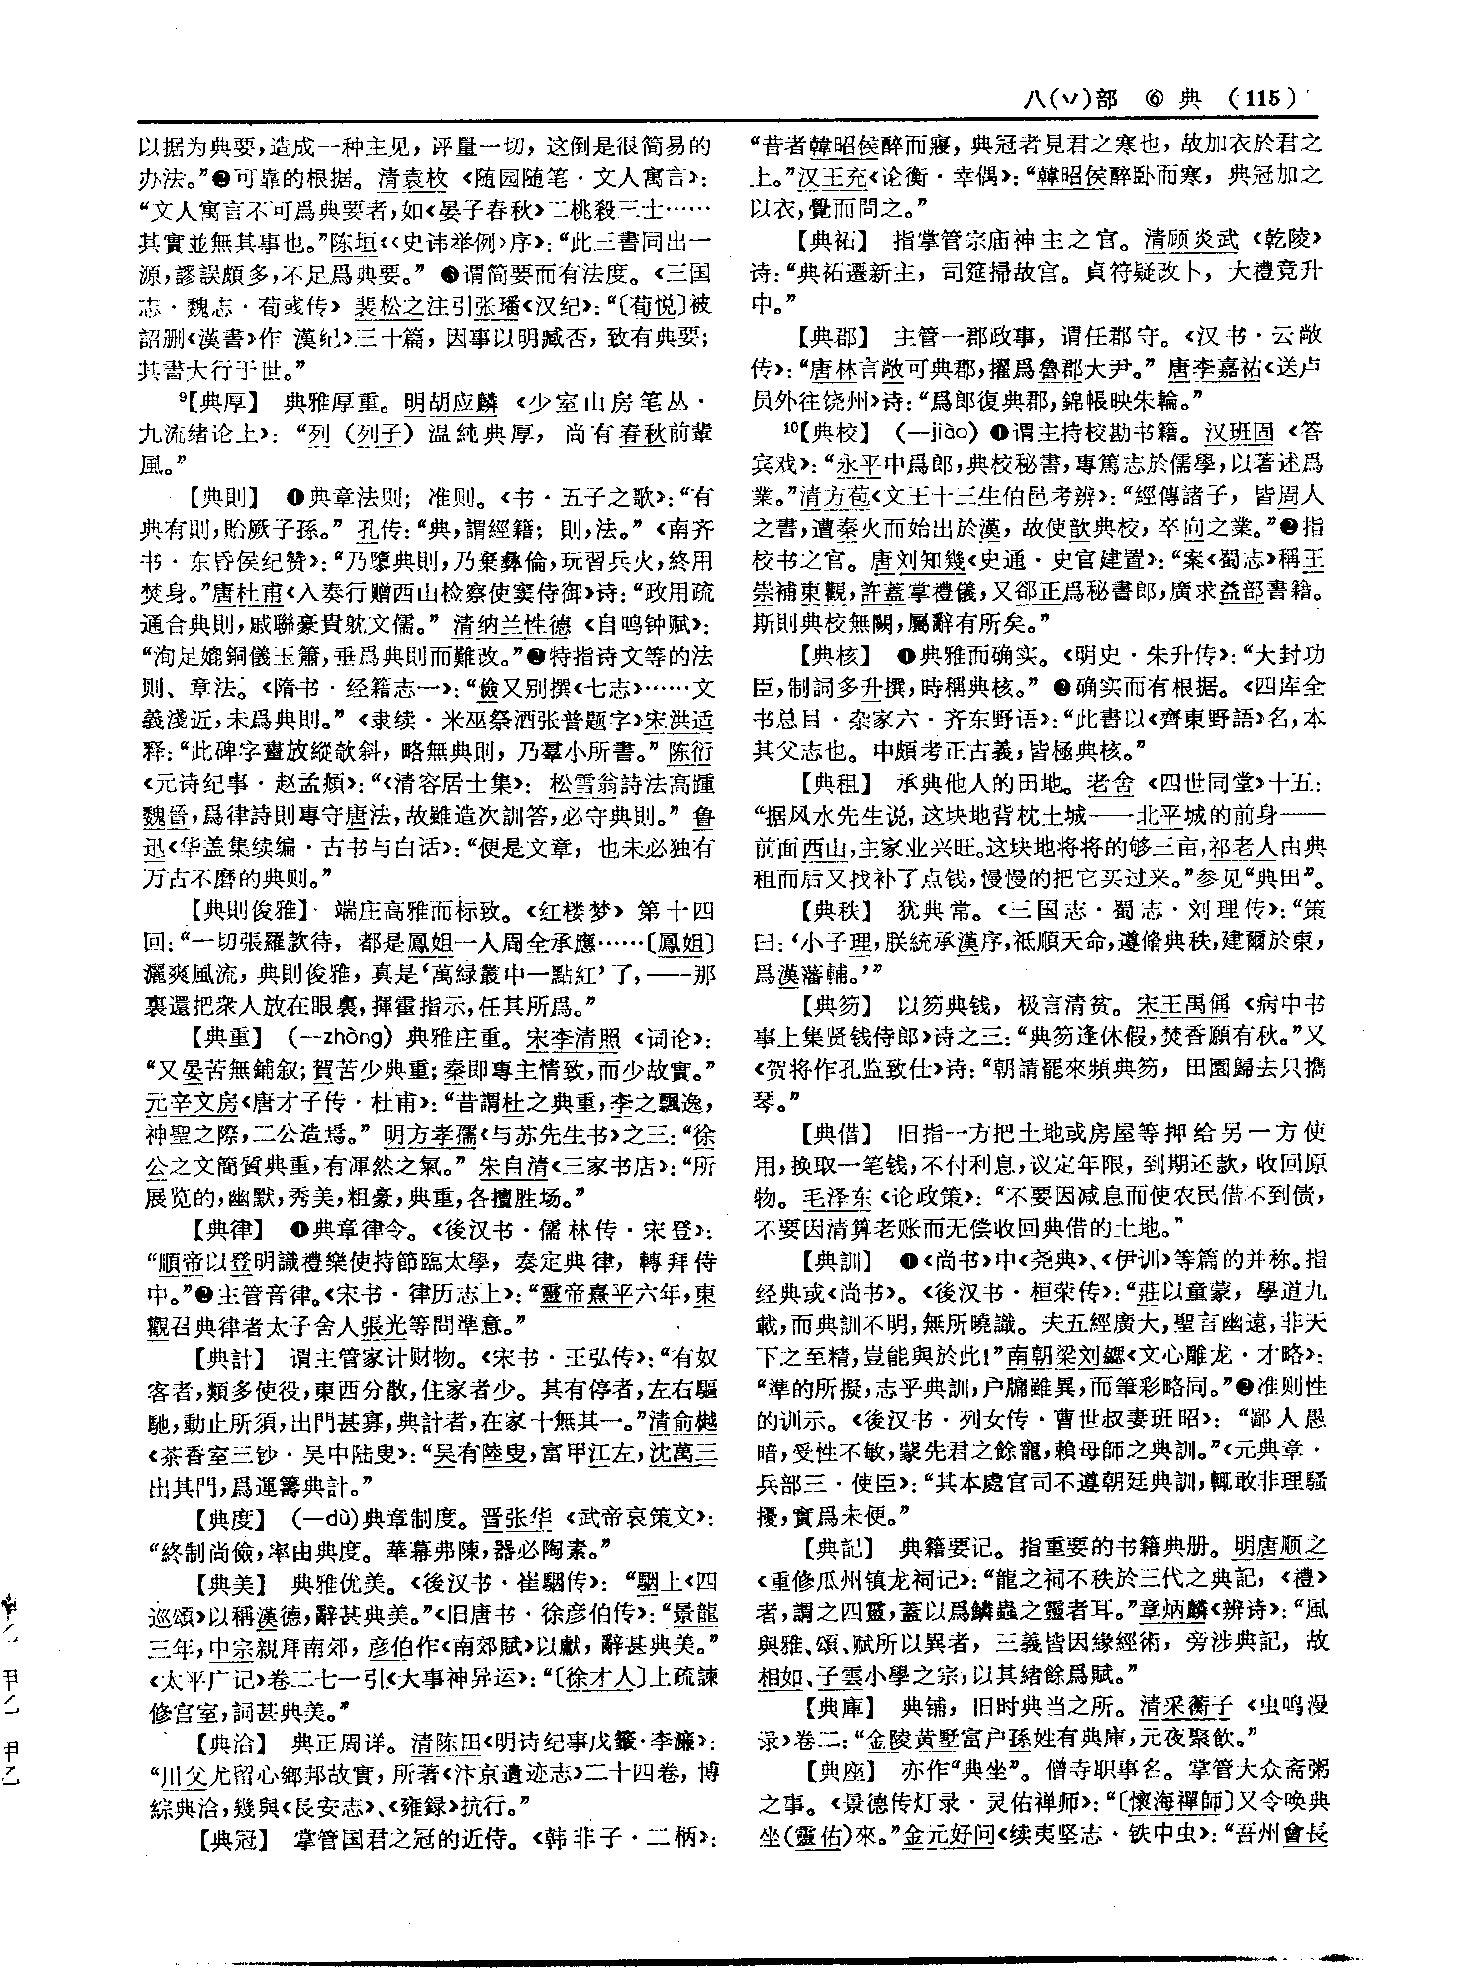 八(丷)部 ⑥ 典 (115)
以据为典要,造成一种主见，评量一切，这倒是很简易的
办法。”❷可靠的根据。清袁枚《随园随笔·文人寓言》:
“文人寓言不可爲典要者,如《晏子春秋》二桃殺三士……
其實並無其事也。”陈垣《〈史讳举例〉序》:“此三書同出一
源,謬誤頗多,不足爲典要。” ❸谓简要而有法度。《三国
志·魏志·荀彧传》裴松之注引张璠《汉纪》:“〔荀悦〕被
詔删《漢書》作 漢纪》三十篇，因事以明臧否，致有典要;
其書大行于世。”
⁹【典厚】 典雅厚重。明胡应麟《少室山房笔丛·
九流绪论上》: “列（列子）温純典厚， 尚有春秋前輩
風。”
【典則】 ❶典章法则；准则。《书·五子之歌》:“有
典有則,貽厥子孫。” 孔传:“典,謂經籍；則,法。”《南齐
书·东昏侯纪赞》:“乃隳典則,乃棄彝倫,玩習兵火,終用
焚身。”唐杜甫《入奏行赠西山检察使窦侍御》诗:“政用疏
通合典則,戚聯豪貴躭文儒。” 清纳兰性德《自鸣钟赋》:
“洵足媲銅儀玉簫,垂爲典則而難改。”❷特指诗文等的法
则、章法。《隋书·经籍志一》:“儉又别撰《七志》……文
義淺近,未爲典則。”《隶续·米巫祭酒张普题字》宋洪适
释:“此碑字畫放縱欹斜，略無典則，乃羣小所書。” 陈衍
《元诗纪事·赵孟頫》:“《清容居士集》：松雪翁詩法高踵
魏晉,爲律詩則專守唐法,故雖造次訓答,必守典則。” 鲁
迅《华盖集续编·古书与白话》:“便是文章，也未必独有
万古不磨的典则。”
【典則俊雅】 端庄高雅而标致。《红楼梦》第十四
回:“一切張羅款待，都是鳳姐一人周全承應……〔鳳姐〕
灑爽風流，典則俊雅，真是‘萬緑叢中一點紅’了，——那
裏還把衆人放在眼裏,揮霍指示,任其所爲。”
【典重】（—zhòng）典雅庄重。宋李清照《词论》:
“又晏苦無鋪叙;賀苦少典重;秦即專主情致,而少故實。”
元辛文房《唐才子传·杜甫》:“昔謂杜之典重,李之飄逸,
神聖之際,二公造焉。” 明方孝孺《与苏先生书》之三:“徐
公之文簡質典重,有渾然之氣。” 朱自清《三家书店》:“所
展览的,幽默,秀美,粗豪,典重,各擅胜场。”
【典律】 ❶典章律令。《後汉书·儒林传·宋登》:
“順帝以登明識禮樂使持節臨太學，奏定典律，轉拜侍
中。”❷主管音律。《宋书·律历志上》:“靈帝熹平六年,東
觀召典律者太子舍人張光等問準意。”
【典計】 谓主管家计财物。《宋书·王弘传》:“有奴
客者,類多使役,東西分散,住家者少。其有停者,左右驅
馳,動止所須,出門甚寡,典計者,在家十無其一。”清俞樾
《茶香室三钞·吴中陆叟》:“吴有陸叟,富甲江左,沈萬三
出其門,爲運籌典計。”
【典度】（—dù）典章制度。晋张华《武帝哀策文》:
“終制尚儉,率由典度。華幕弗陳,器必陶素。”
【典美】 典雅优美。《後汉书·崔駰传》: “駰上《四
巡頌》以稱漢德,辭甚典美。”《旧唐书·徐彦伯传》:“景龍
三年,中宗親拜南郊，彦伯作《南郊賦》以獻，辭甚典美。”
《太平广记》卷二七一引《大事神异运》:“〔徐才人〕上疏諫
修宫室,詞甚典美。”
【典洽】 典正周详。清陈田《明诗纪事戊籤·李濂》:
“川父尤留心鄉邦故實，所著《汴京遺迹志》二十四卷，博
綜典洽,幾與《長安志》、《雍録》抗行。”
【典冠】 掌管国君之冠的近侍。《韩非子·二柄》:
“昔者韓昭侯醉而寢，典冠者見君之寒也，故加衣於君之
上。”汉王充《论衡·幸偶》:“韓昭侯醉卧而寒，典冠加之
以衣,覺而問之。”
【典祏】 指掌管宗庙神主之官。清顾炎武《乾陵》
诗:“典祏遷新主，司筵掃故宫。貞符疑改卜，大禮竟升
中。”
【典郡】 主管一郡政事，谓任郡守。《汉书·云敞
传》:“唐林言敞可典郡,擢爲魯郡大尹。” 唐李嘉祐《送卢
员外往饶州》诗:“爲郎復典郡,錦帳映朱輪。”
¹⁰【典校】（—jiào）❶谓主持校勘书籍。汉班固《答
宾戏》:“永平中爲郎,典校秘書,專篤志於儒學,以著述爲
業。”清方苞《文王十三生伯邑考辨》:“經傳諸子，皆周人
之書,遭秦火而始出於漢，故使歆典校，卒向之業。”❷指
校书之官。唐刘知幾《史通·史官建置》:“案《蜀志》稱王
崇補東觀,許蓋掌禮儀,又郤正爲秘書郎,廣求益部書籍。
斯則典校無闕,屬辭有所矣。”
【典核】 ❶典雅而确实。《明史·朱升传》:“大封功
臣,制詞多升撰,時稱典核。” ❷确实而有根据。《四库全
书总目·杂家六·齐东野语》:“此書以《齊東野語》名,本
其父志也。中頗考正古義,皆極典核。”
【典租】 承典他人的田地。老舍《四世同堂》十五:
“据风水先生说,这块地背枕土城——北平城的前身——
前面西山,主家业兴旺。这块地将将的够三亩,祁老人由典
租而后又找补了点钱,慢慢的把它买过来。”参见“典田”。
【典秩】 犹典常。《三国志·蜀志·刘理传》:“策
曰:‘小子理,朕統承漢序,祗順天命,遵脩典秩,建爾於東,
爲漢藩輔。’”
【典笏】 以笏典钱，极言清贫。宋王禹偁《病中书
事上集贤钱侍郎》诗之三:“典笏逢休假,焚香願有秋。”又
《贺将作孔监致仕》诗:“朝請罷來頻典笏，田園歸去只携
琴。”
【典借】 旧指一方把土地或房屋等押给另一方使
用,换取一笔钱,不付利息,议定年限，到期还款，收回原
物。毛泽东《论政策》:“不要因减息而使农民借不到债，
不要因清算老账而无偿收回典借的土地。”
【典訓】 ❶《尚书》中《尧典》、《伊训》等篇的并称。指
经典或《尚书》。《後汉书·桓荣传》:“莊以童蒙，學道九
載,而典訓不明,無所曉識。夫五經廣大,聖言幽遠,非天
下之至精,豈能與於此!”南朝梁刘勰《文心雕龙·才略》:
“準的所擬,志乎典訓,户牖雖異,而筆彩略同。”❷准则性
的训示。《後汉书·列女传·曹世叔妻班昭》: “鄙人愚
暗,受性不敏,蒙先君之餘寵,賴母師之典訓。”《元典章·
兵部三·使臣》:“其本處官司不遵朝廷典訓,輒敢非理騷
擾,實爲未便。”
【典記】 典籍要记。指重要的书籍典册。明唐顺之
《重修瓜州镇龙祠记》:“龍之祠不秩於三代之典記，《禮》
者,謂之四靈,蓋以爲鱗蟲之靈者耳。”章炳麟《辨诗》:“風
與雅、頌、赋所以異者，三義皆因緣經術，旁涉典記，故
相如、子雲小學之宗,以其緒餘爲賦。”
【典庫】 典铺，旧时典当之所。清采蘅子《虫鸣漫
录》卷二:“金陵黄墅富户孫姓有典庫,元夜聚飲。”
【典座】 亦作“典坐”。僧寺职事名。掌管大众斋粥
之事。《景德传灯录·灵佑禅师》:“〔懷海禪師〕又令唤典
坐(靈佑)來。”金元好问《续夷坚志·铁中虫》:“吾州會長